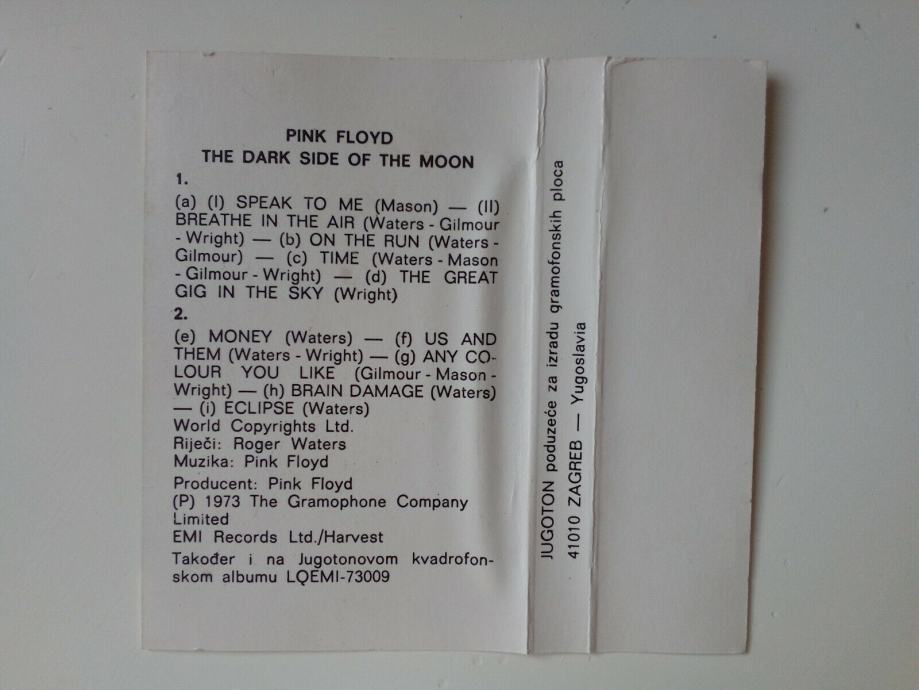 PINK FLOYD
THE DARK SIDE OF THE MOON
1.
(a) (I) SPEAK TO ME (Mason) — (II)
BREATHE IN THE AIR (Waters - Gilmour
- Wright) — (b) ON THE RUN (Waters -
Gilmour) — (c) TIME (Waters - Mason
- Gilmour - Wright) — (d) THE GREAT
GIG IN THE SKY (Wright)
2.
(e) MONEY (Waters) — (f) US AND
THEM (Waters - Wright) — (g) ANY CO-
LOUR YOU LIKE (Gilmour - Mason -
Wright) — (h) BRAIN DAMAGE (Waters)
— (i) ECLIPSE (Waters)
World Copyrights Ltd.
Riječi: Roger Waters
Muzika: Pink Floyd
Producent: Pink Floyd
(P) 1973 The Gramophone Company
Limited
EMI Records Ltd./Harvest
Također i na Jugotonovom kvadrofon-
skom albumu LQEMI-73009
JUGOTON poduzeće za izradu gramofonskih ploca
41010 ZAGREB — Yugoslavia